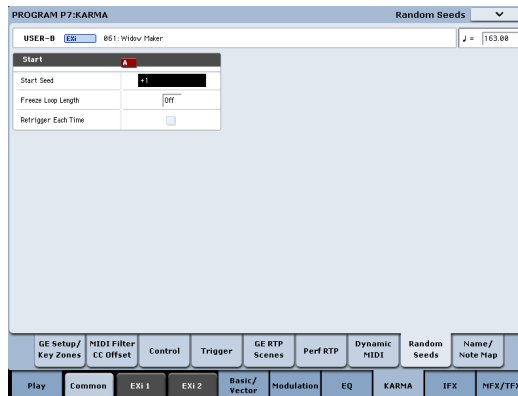 PROGRAM P7:KARMA Random Seeds
USER-B EXi 061: Widow Maker ♩ = 163.00
Start A
Start Seed +1
Freeze Loop Length Off
Retrigger Each Time
GE Setup/ Key Zones MIDI Filter CC Offset Control Trigger GE RTP Scenes Perf RTP Dynamic MIDI Random Seeds Name/ Note Map
Play Common EXi 1 EXi 2 Basic/ Vector Modulation EQ KARMA IFX MFX/TFX